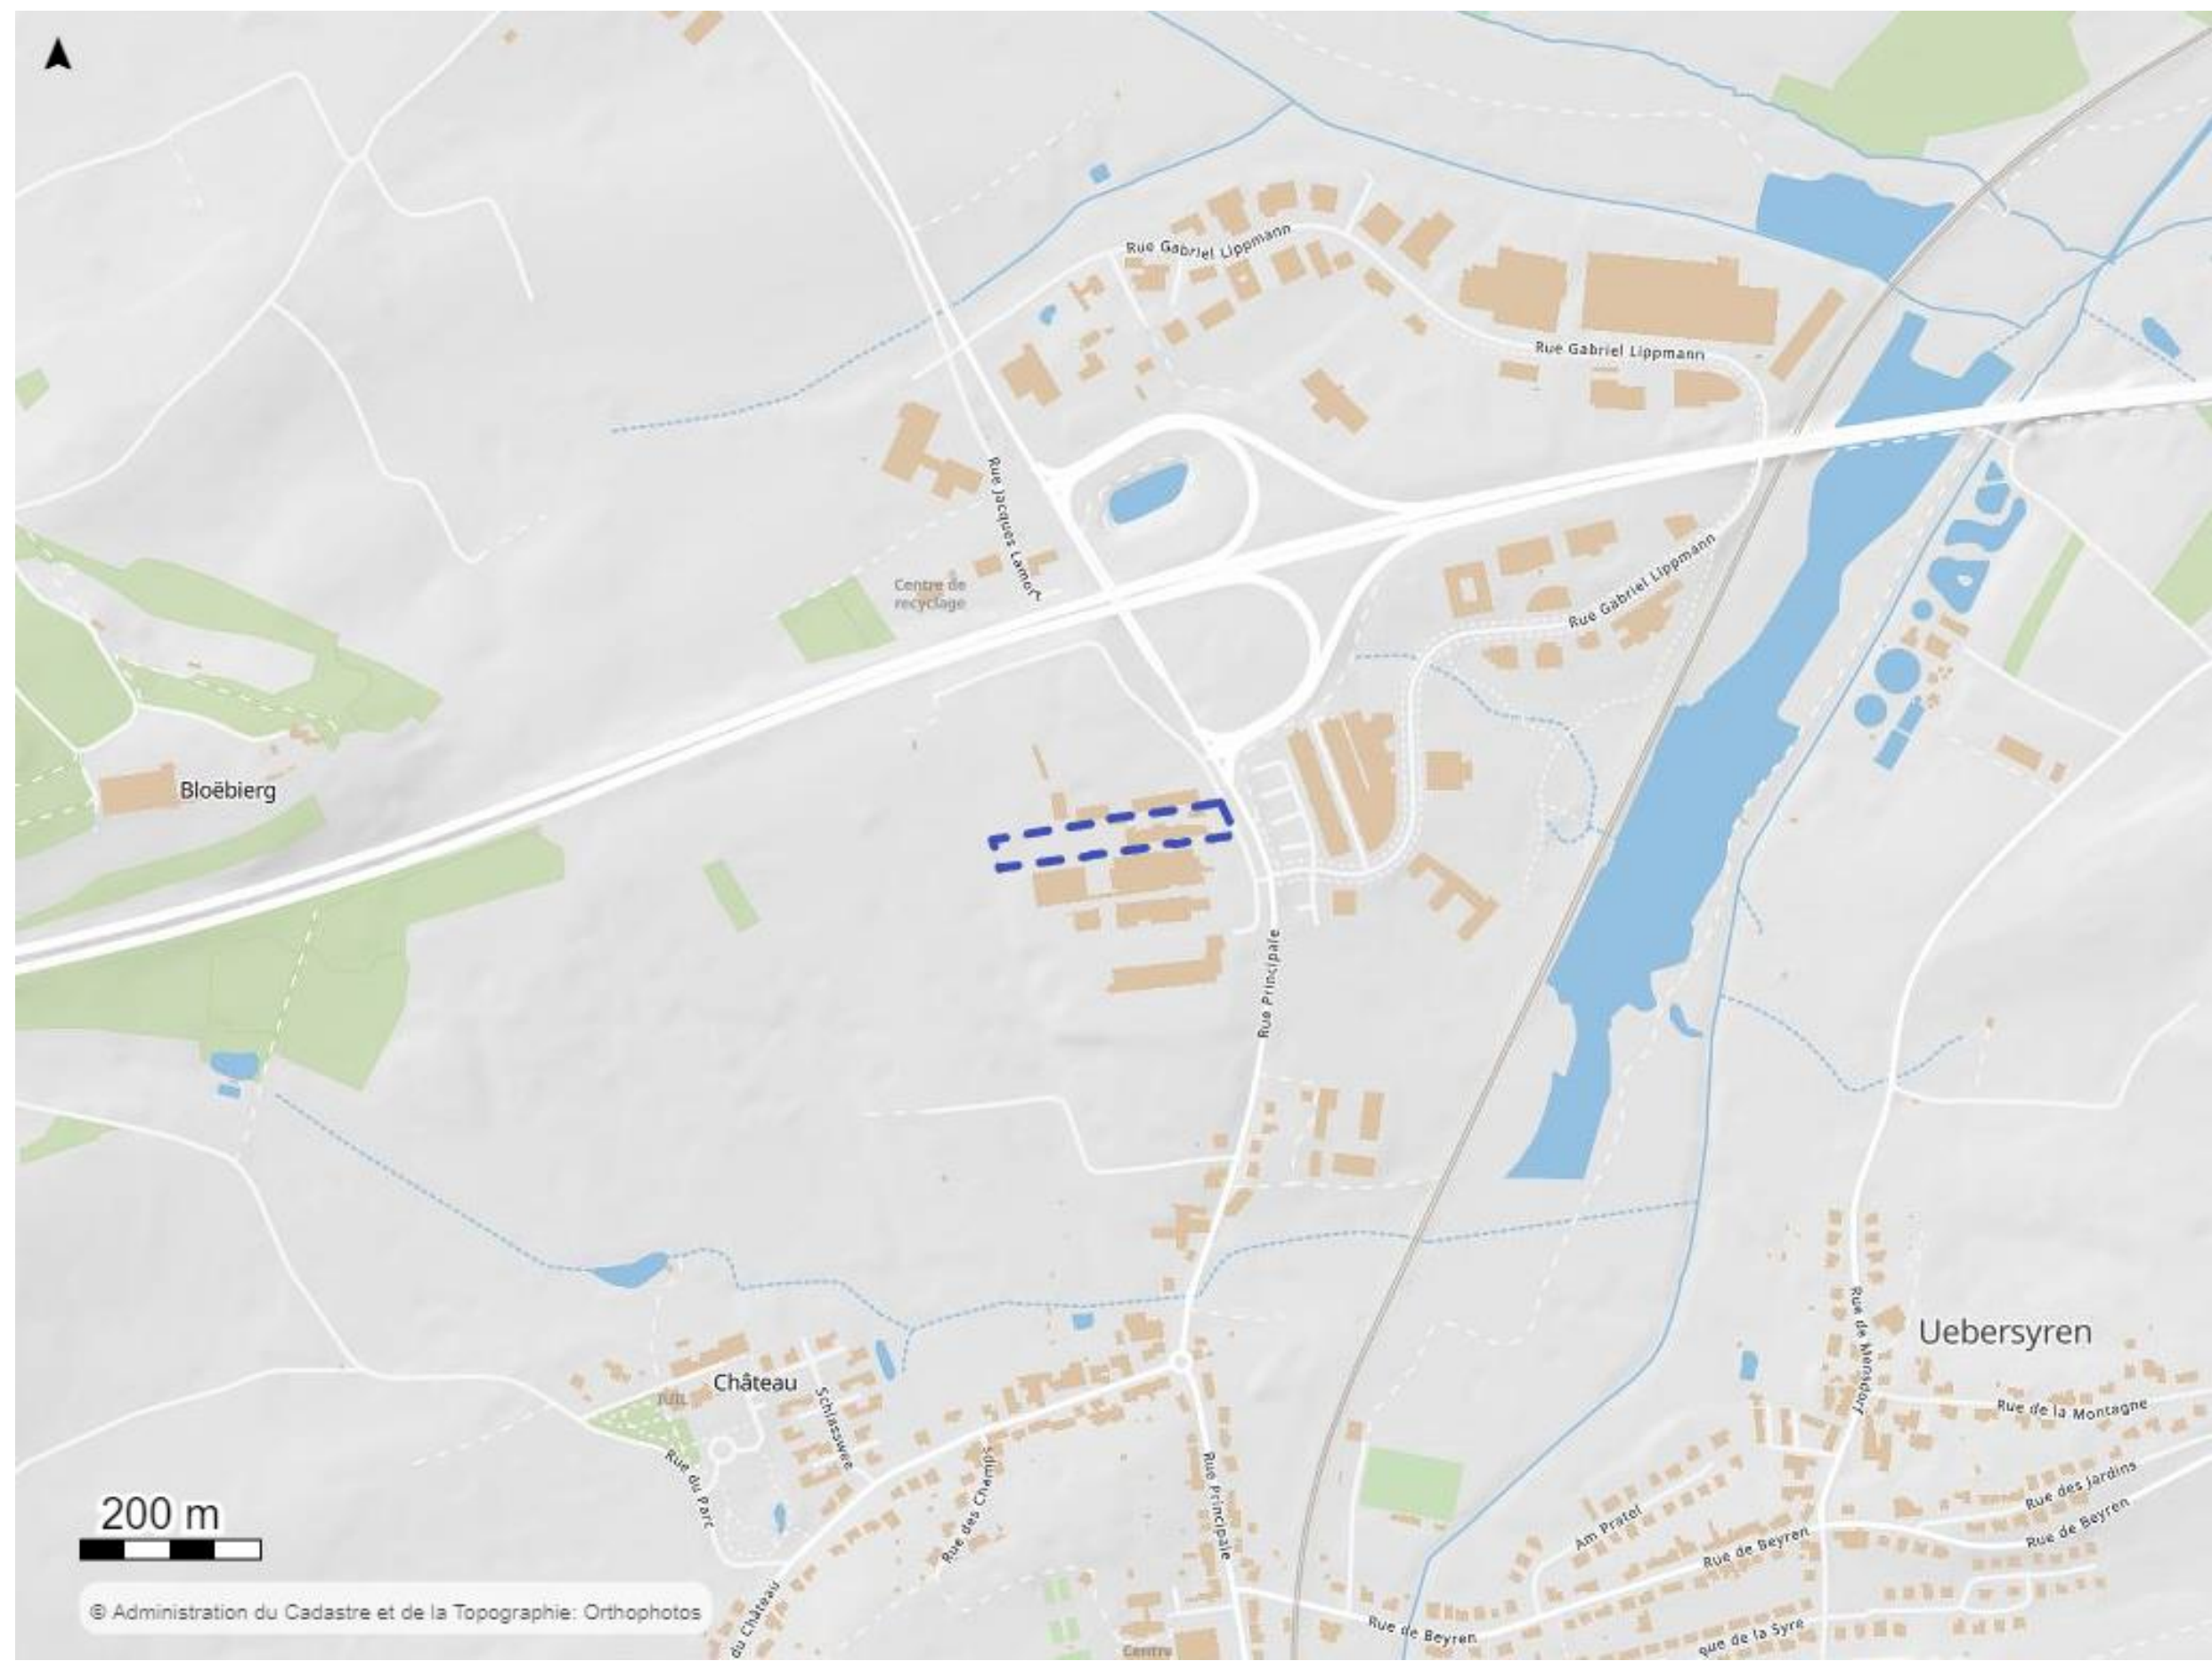 Rue Gabriel Lippmann
Rue Gabriel Lippmann
Rue Jacques Lamort
Centre de
recyclage
Rue Gabriel Lippmann
Bloëbierg
Rue Principale
Uebersyren
Rue de Mensdorf
Château
Schlasswee
Rue de la Montagne
Rue du Parc
Rue des Champs
Rue Principale
Rue des Jardins
Rue de Beyren
Am Pratel
Rue de Beyren
200 m
© Administration du Cadastre et de la Topographie: Orthophotos
du Château
Rue de Beyren
Rue de la Syre
Centre